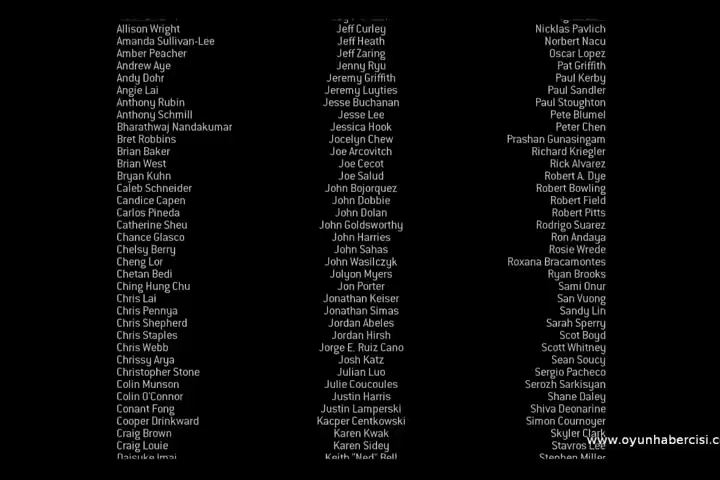 Allison Wright
Amanda Sullivan-Lee
Amber Peacher
Andrew Aye
Andy Dohr
Angie Lai
Anthony Rubin
Anthony Schmill
Bharathwaj Nandakumar
Bret Robbins
Brian Baker
Brian West
Bryan Kuhn
Caleb Schneider
Candice Capen
Carlos Pineda
Catherine Sheu
Chance Glasco
Chelsy Berry
Cheng Lor
Chetan Bedi
Ching Hung Chu
Chris Lai
Chris Pennya
Chris Shepherd
Chris Staples
Chris Webb
Chrissy Arya
Christopher Stone
Colin Munson
Colin O'Connor
Conant Fong
Cooper Drinkward
Craig Brown
Craig Louie
Daisuke Imai
Jeff Curley
Jeff Heath
Jeff Zaring
Jenny Ryu
Jeremy Griffith
Jeremy Luyties
Jesse Buchanan
Jesse Lee
Jessica Hook
Jocelyn Chew
Joe Arcovitch
Joe Cecot
Joe Salud
John Bojorquez
John Dobbie
John Dolan
John Goldsworthy
John Harries
John Sahas
John Wasilczyk
Jolyon Myers
Jon Porter
Jonathan Keiser
Jonathan Simas
Jordan Abeles
Jordan Hirsh
Jorge E. Ruiz Cano
Josh Katz
Julian Luo
Julie Coucoules
Justin Harris
Justin Lamperski
Kacper Centkowski
Karen Kwak
Karen Sidey
Keith "Ned" Bell
Nicklas Pavlich
Norbert Nacu
Oscar Lopez
Pat Griffith
Paul Kerby
Paul Sandler
Paul Stoughton
Pete Blumel
Peter Chen
Prashan Gunasingam
Richard Kriegler
Rick Alvarez
Robert A. Dye
Robert Bowling
Robert Field
Robert Pitts
Rodrigo Suarez
Ron Andaya
Rosie Wrede
Roxana Bracamontes
Ryan Brooks
Sami Onur
San Vuong
Sandy Lin
Sarah Sperry
Scot Boyd
Scott Whitney
Sean Soucy
Sergio Pacheco
Serozh Sarkisyan
Shane Daley
Shiva Deonarine
Simon Cournoyer
Skyler Clark
Stavros Lee
Stephen Miller
www.oyunhabercisi.c